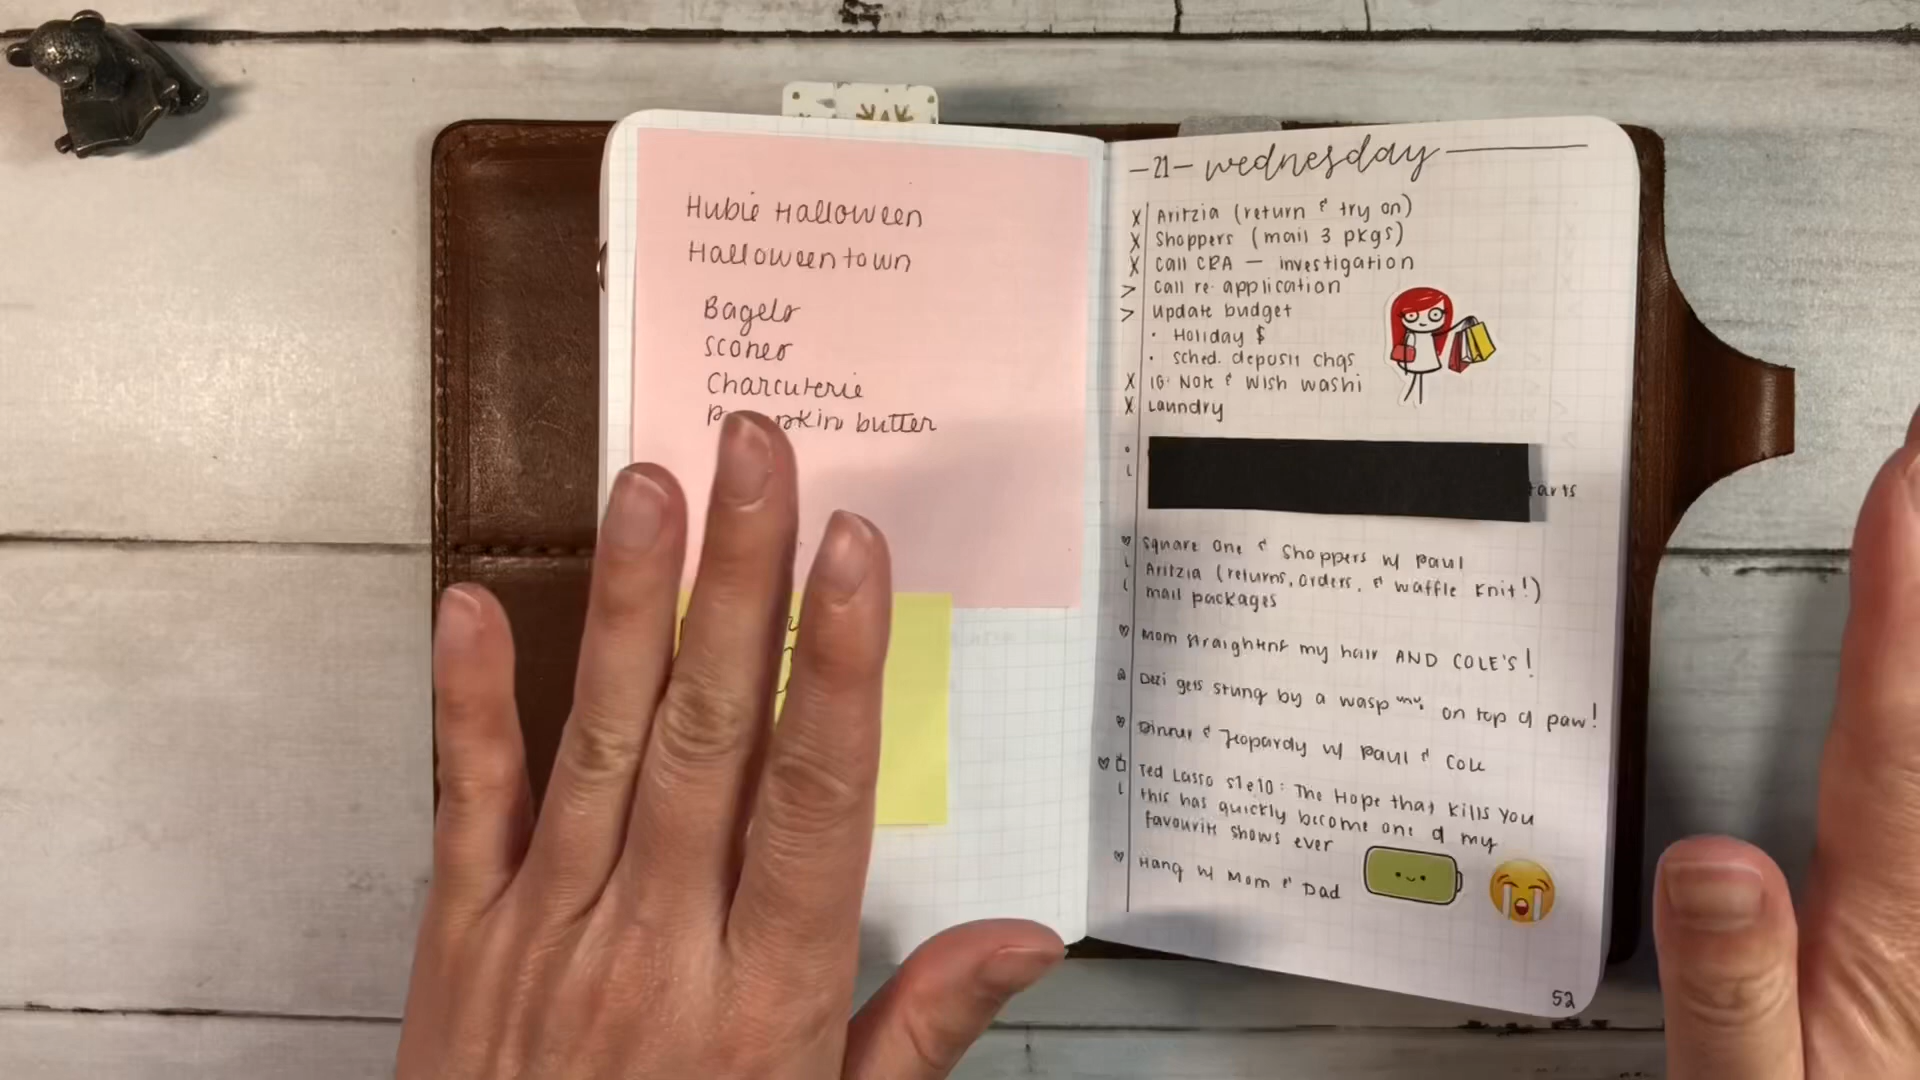 Hubie Halloween
Halloweentown
Bagels
Scones
Charcuterie
Pumpkin butter
-21- wednesday
X Aritzia (return & try on)
X Shoppers (mail 3 pkgs)
X Call CRA — investigation
> Call re: application
> Update budget
· Holiday $
· Sched. deposit chqs
X IG: Note & Wish washi
X Laundry
tarts
Square One & Shoppers w/ Paul
Aritzia (returns, orders, & waffle knit!)
mail packages
Mom straightens my hair AND COLE'S!
Dezi gets stung by a wasp on top of paw!
Dinner & Jeopardy w/ Paul & Cole
Ted Lasso s1e10: The Hope that Kills You
this has quickly become one of my
favourite shows ever
Hang w/ Mom & Dad
52